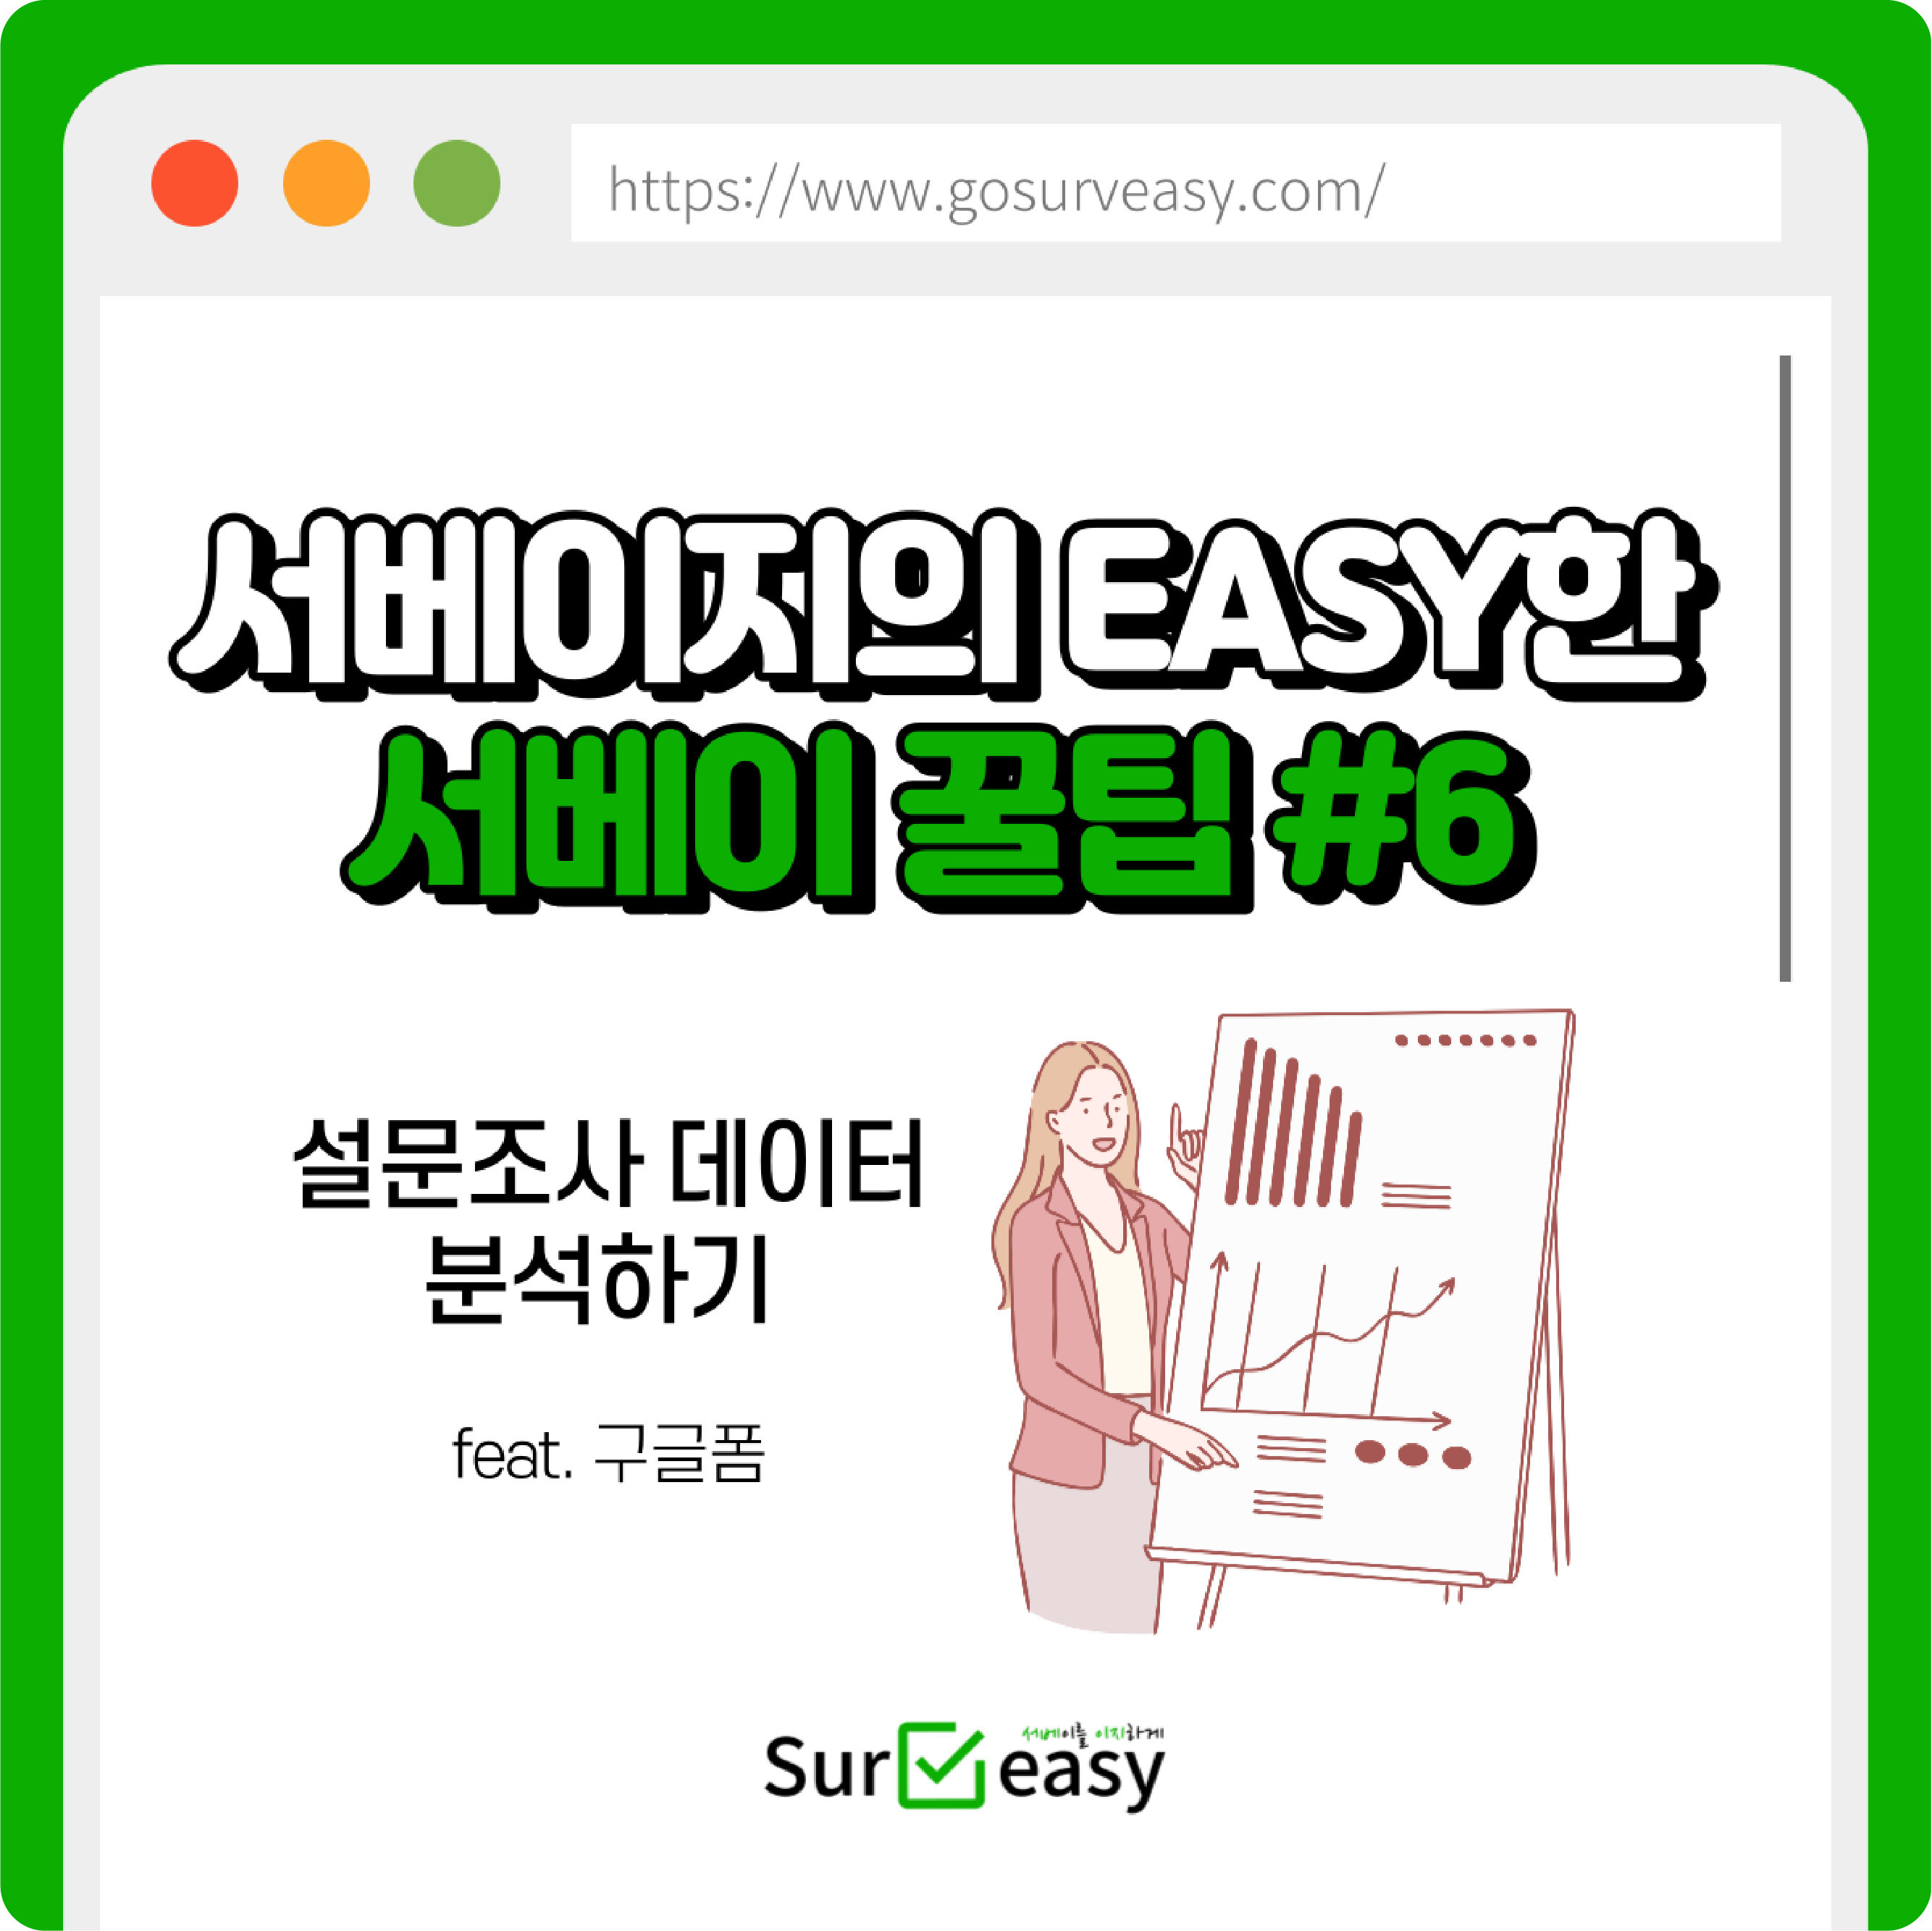 https://www.gosurveasy.com/
서베이지의 EASY한
서베이 꿀팁 #6
설문조사 데이터
분석하기
feat. 구글폼
서베이를 이지하게
Sur easy